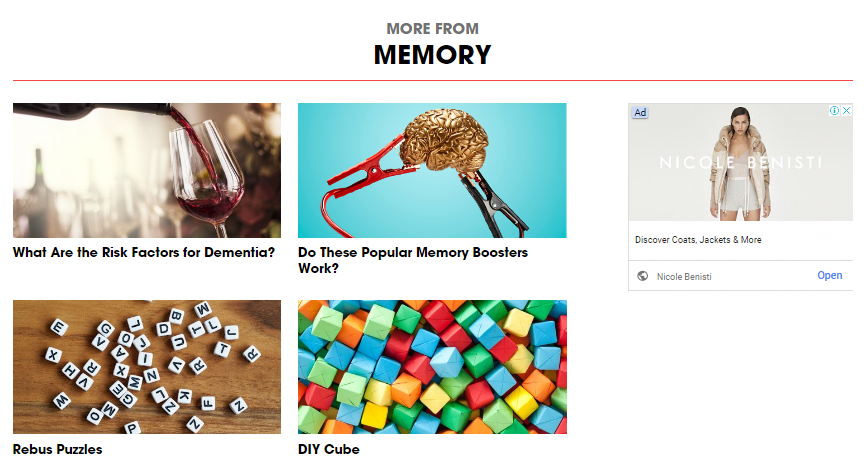 MORE FROM
MEMORY
What Are the Risk Factors for Dementia?
Do These Popular Memory Boosters
Work?
Ad
NICOLE BENISTI
Discover Coats, Jackets & More
Nicole Benisti
Open
Rebus Puzzles
DIY Cube